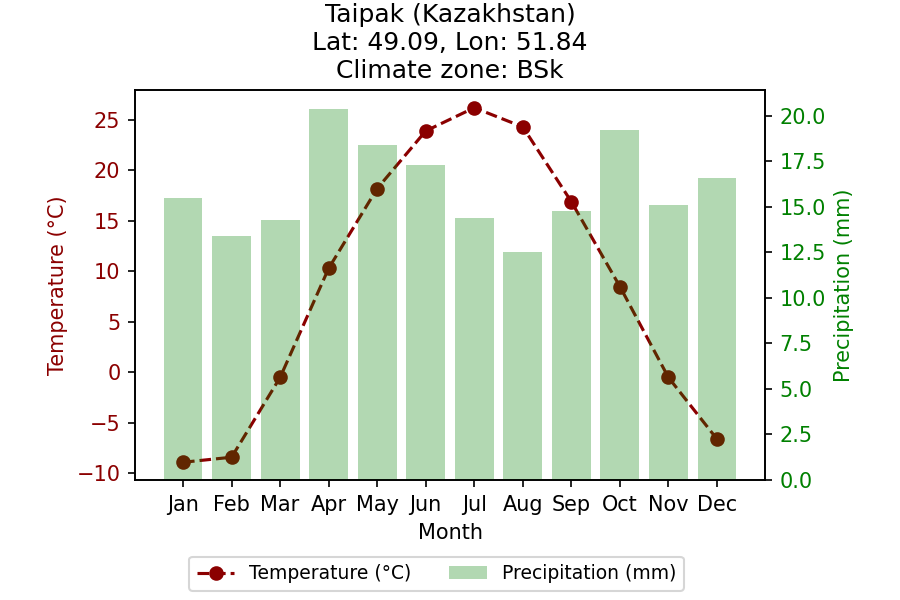 Taipak (Kazakhstan)
Lat: 49.09, Lon: 51.84
Climate zone: BSk
Temperature (°C)
25
20
15
10
5
0
−5
−10
20.0
17.5
15.0
12.5
10.0
7.5
5.0
2.5
0.0
Precipitation (mm)
Jan Feb Mar Apr May Jun Jul Aug Sep Oct Nov Dec
Month
Temperature (°C) Precipitation (mm)